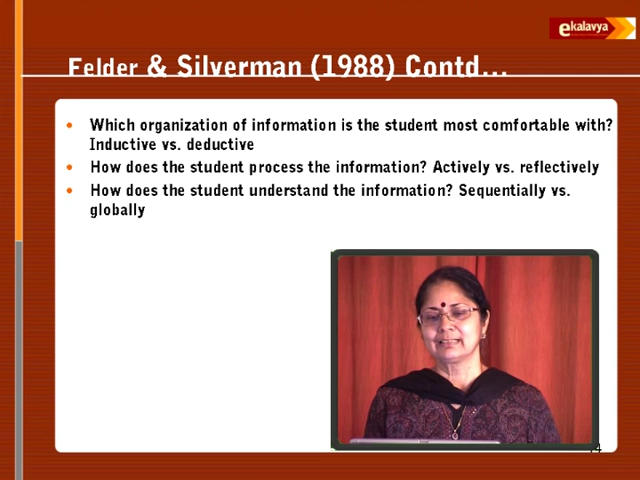 ekalavya
Felder & Silverman (1988) Contd...
• Which organization of information is the student most comfortable with?
Inductive vs. deductive
• How does the student process the information? Actively vs. reflectively
• How does the student understand the information? Sequentially vs.
globally